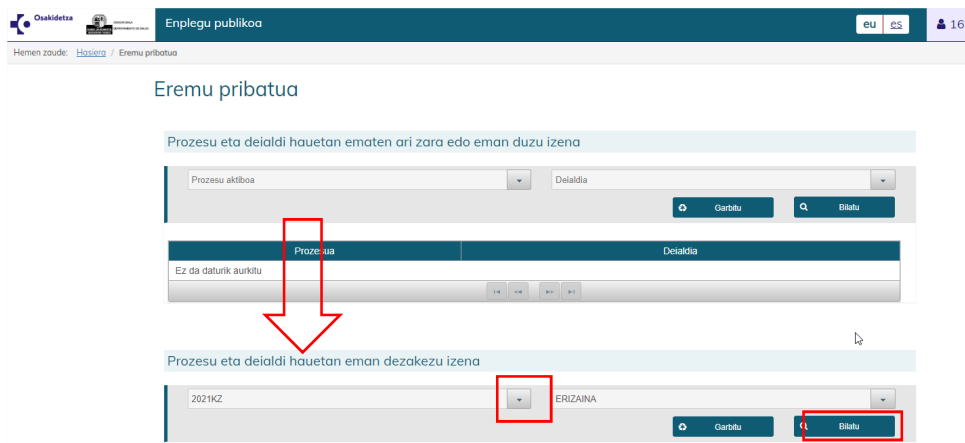 Osakidetza
Enplegu publikoa
eu es
16
Hemen zaude: Hasiera / Eremu pribatua
Eremu pribatua
Prozesu eta deialdi hauetan ematen ari zara edo eman duzu izena
Prozesu aktiboa
Deialdia
Garbitu
Bilatu
Prozesua
Deialdia
Ez da daturik aurkitu
Prozesu eta deialdi hauetan eman dezakezu izena
2021KZ
ERIZAINA
Garbitu
Bilatu